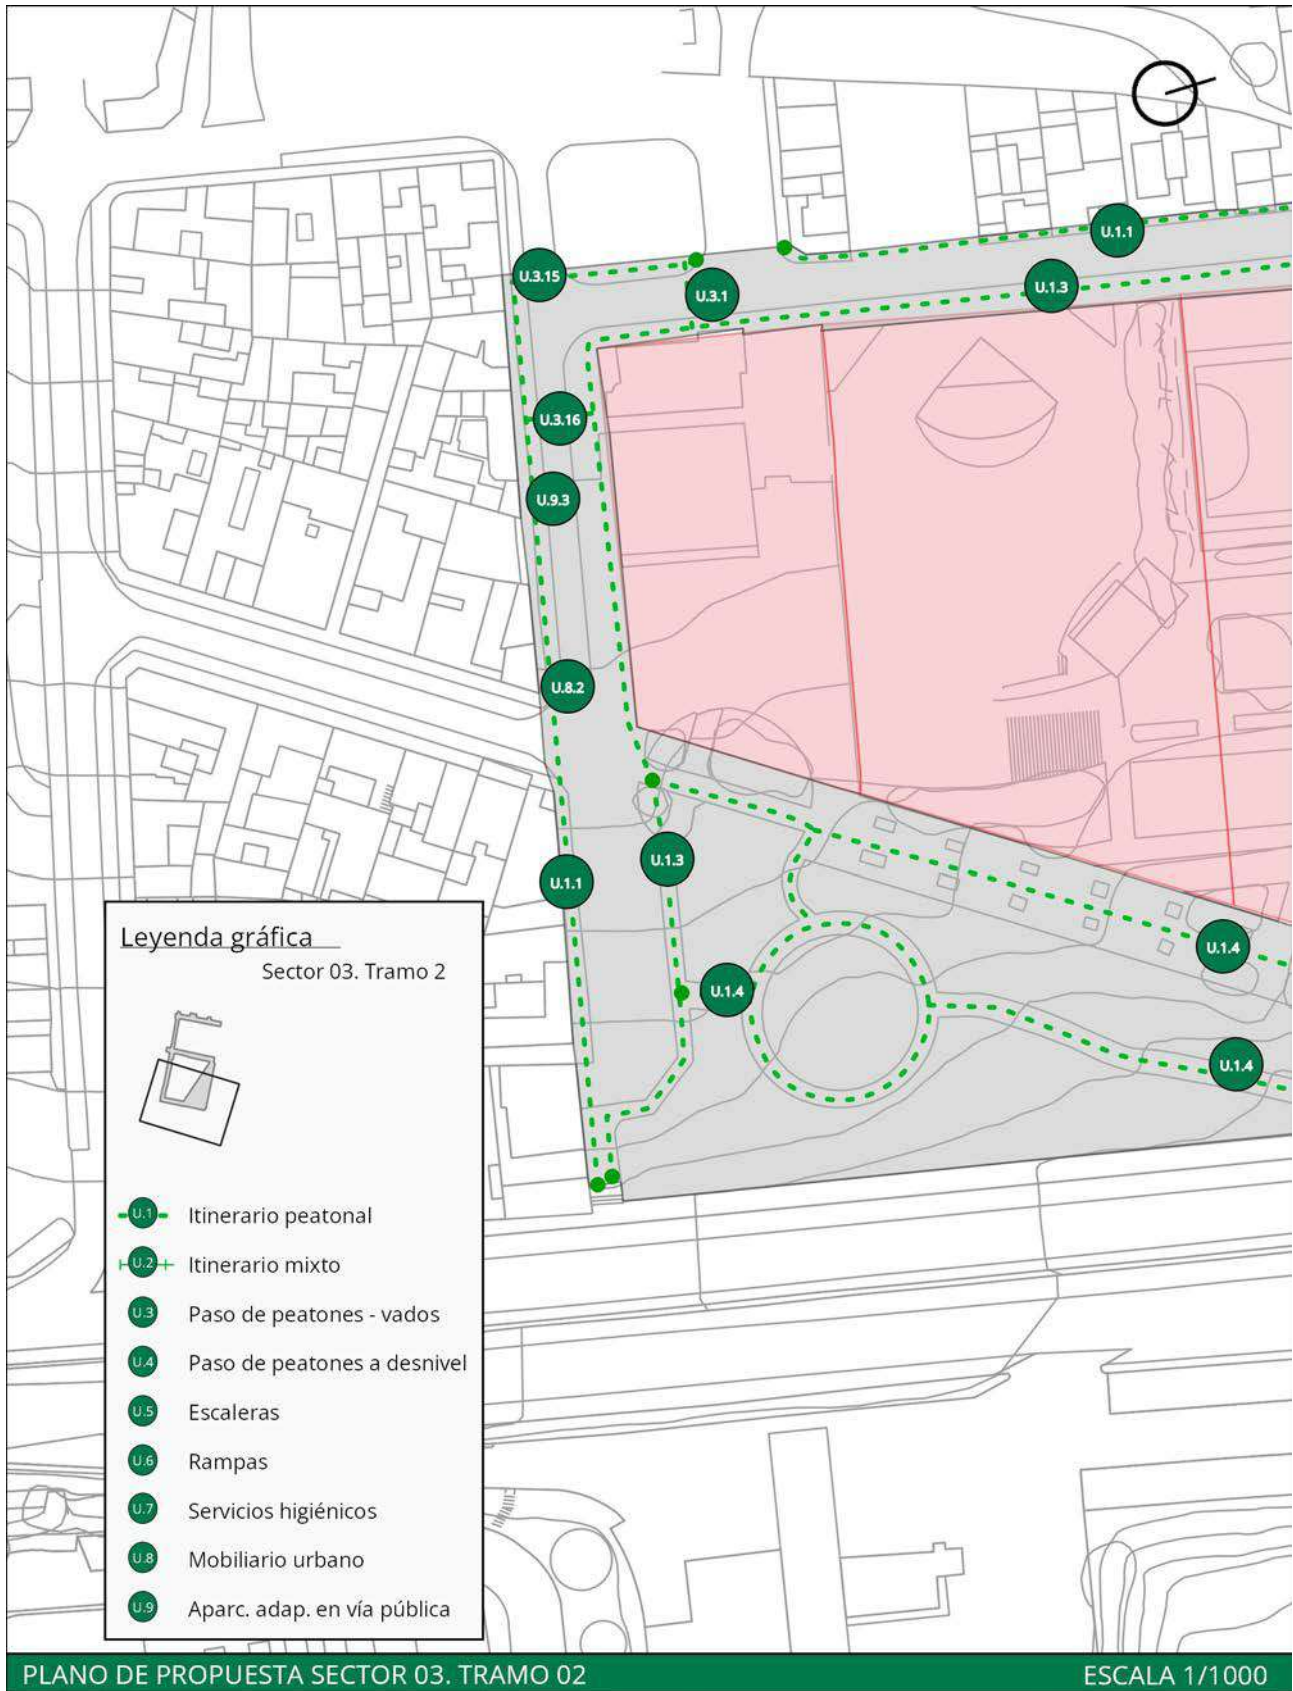 U.1.1
U.3.15
U.1.3
U.3.1
U.3.16
U.9.3
U.8.2
U.1.3
U.1.1
U.1.4
U.1.4
U.1.4
Leyenda gráfica
Sector 03. Tramo 2
U.1 Itinerario peatonal
U.2 Itinerario mixto
U.3 Paso de peatones - vados
U.4 Paso de peatones a desnivel
U.5 Escaleras
U.6 Rampas
U.7 Servicios higiénicos
U.8 Mobiliario urbano
U.9 Aparc. adap. en vía pública
PLANO DE PROPUESTA SECTOR 03. TRAMO 02 ESCALA 1/1000